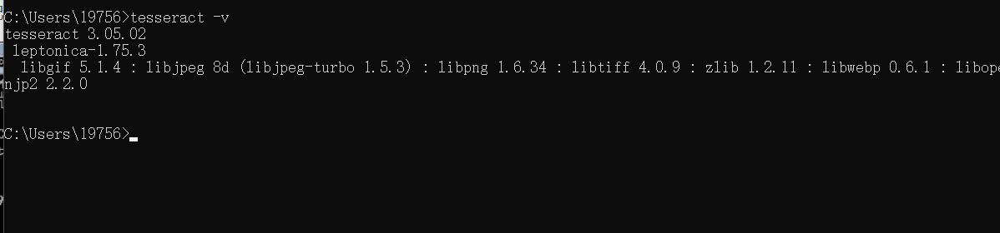 C:\Users\19756>tesseract -v
tesseract 3.05.02
 leptonica-1.75.3
  libgif 5.1.4 : libjpeg 8d (libjpeg-turbo 1.5.3) : libpng 1.6.34 : libtiff 4.0.9 : zlib 1.2.11 : libwebp 0.6.1 : libope
njp2 2.2.0
C:\Users\19756>